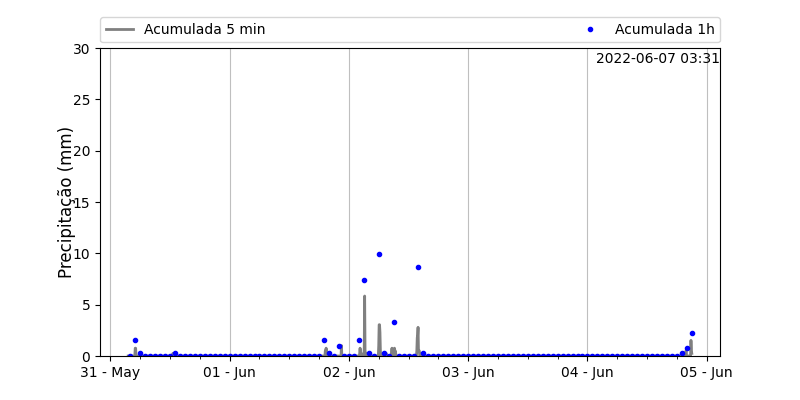 Acumulada 5 min
Acumulada 1h
2022-06-07 03:31
Precipitação (mm)
30
25
20
15
10
5
0
31 - May
01 - Jun
02 - Jun
03 - Jun
04 - Jun
05 - Jun